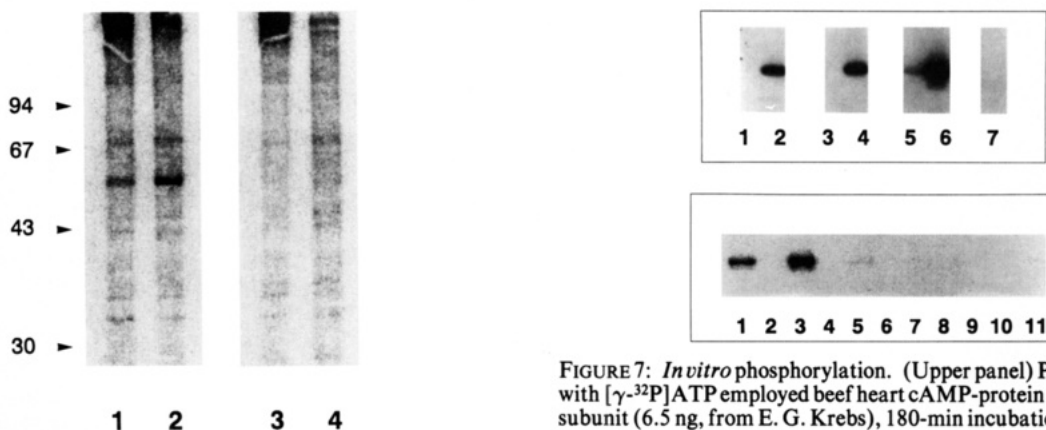 94 ►
67 ►
43 ►
30 ►
1 2 3 4
1 2 3 4 5 6 7
1 2 3 4 5 6 7 8 9 10 11
FIGURE 7: In vitro phosphorylation. (Upper panel)
with [γ-³²P]ATP employed beef heart cAMP-protein
subunit (6.5 ng, from E. G. Krebs), 180-min